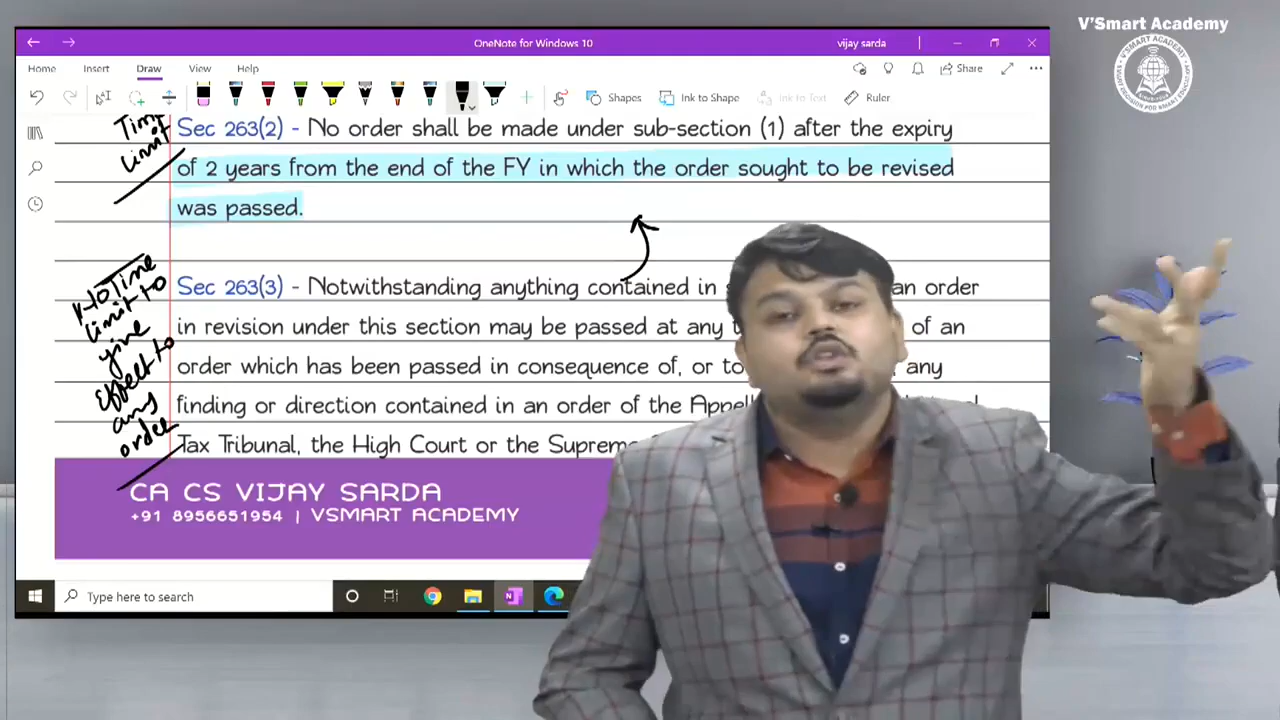 V'Smart Academy
OneNote for Windows 10
vijay sarda
Home Insert Draw View Help
Share
Shapes Ink to Shape Ink to Text Ruler
Time Limit
Sec 263(2) - No order shall be made under sub-section (1) after the expiry
of 2 years from the end of the FY in which the order sought to be revised
was passed.
No Time
Limit to
give
Effect to
any
order
Sec 263(3) - Notwithstanding anything contained in an order
in revision under this section may be passed at any of an
order which has been passed in consequence of, or to any
finding or direction contained in an order of the
Tax Tribunal, the High Court or the
CA CS VIJAY SARDA
+91 8956651954 | VSMART ACADEMY
Type here to search